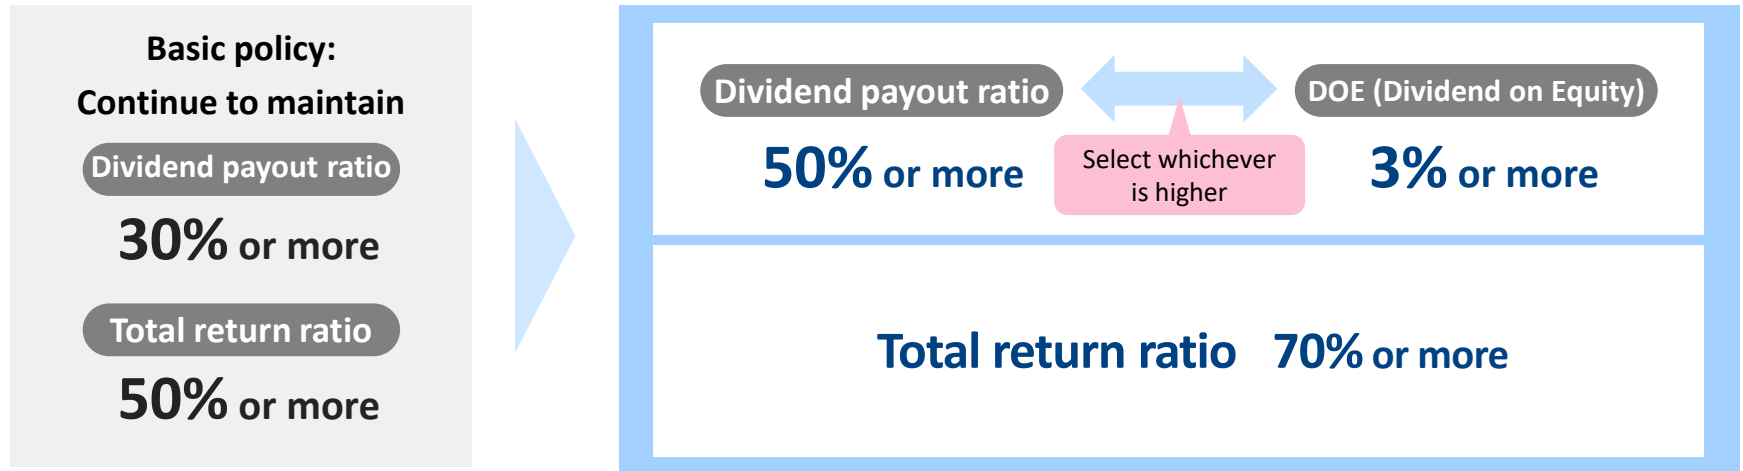 Basic policy:
Continue to maintain
Dividend payout ratio
30% or more
Total return ratio
50% or more
Dividend payout ratio
50% or more
Select whichever
is higher
DOE (Dividend on Equity)
3% or more
Total return ratio 70% or more